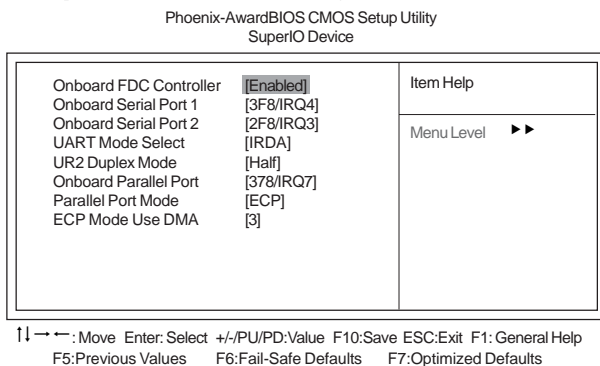 Phoenix-AwardBIOS CMOS Setup Utility
SuperIO Device
Onboard FDC Controller [Enabled]
Onboard Serial Port 1 [3F8/IRQ4]
Onboard Serial Port 2 [2F8/IRQ3]
UART Mode Select [IRDA]
UR2 Duplex Mode [Half]
Onboard Parallel Port [378/IRQ7]
Parallel Port Mode [ECP]
ECP Mode Use DMA [3]
Item Help
Menu Level ▶▶
↑↓→←: Move Enter: Select +/-/PU/PD:Value F10:Save ESC:Exit F1: General Help
F5:Previous Values F6:Fail-Safe Defaults F7:Optimized Defaults